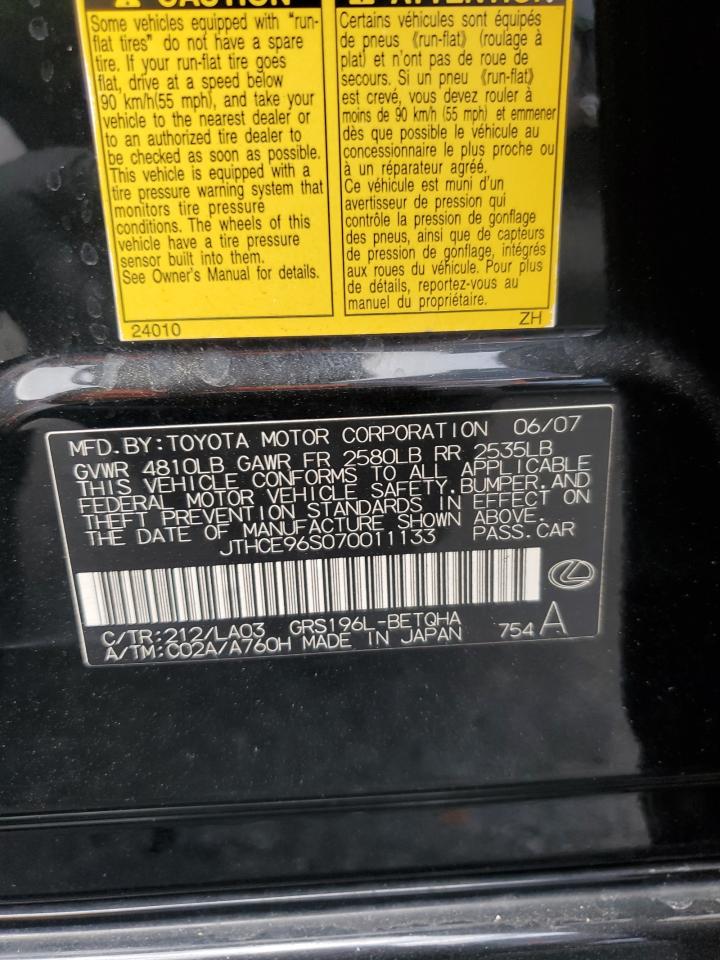 CAUTION
Some vehicles equipped with "run-
flat tires" do not have a spare
tire. If your run-flat tire goes
flat, drive at a speed below
90 km/h(55 mph), and take your
vehicle to the nearest dealer or
to an authorized tire dealer to
be checked as soon as possible.
This vehicle is equipped with a
tire pressure warning system that
monitors tire pressure
conditions. The wheels of this
vehicle have a tire pressure
sensor built into them.
See Owner's Manual for details.
24010
ATTENTION
Certains véhicules sont équipés
de pneus 《run-flat》 (roulage à
plat) et n'ont pas de roue de
secours. Si un pneu 《run-flat》
est crevé, vous devez rouler à
moins de 90 km/h (55 mph) et emmener
dès que possible le véhicule au
concessionnaire le plus proche ou
à un réparateur agréé.
Ce véhicule est muni d'un
avertisseur de pression qui
contrôle la pression de gonflage
des pneus, ainsi que de capteurs
de pression de gonflage, intégrés
aux roues du véhicule. Pour plus
de détails, reportez-vous au
manuel du propriétaire.
ZH
MFD.BY:TOYOTA MOTOR CORPORATION 06/07
GVWR 4810LB GAWR FR 2580LB RR 2535LB
THIS VEHICLE CONFORMS TO ALL APPLICABLE
FEDERAL MOTOR VEHICLE SAFETY,BUMPER,AND
THEFT PREVENTION STANDARDS IN EFFECT ON
THE DATE OF MANUFACTURE SHOWN ABOVE.
JTHCE96S070011133 PASS.CAR
C/TR:212/LA03 GRS196L-BETQHA
A/TM:C02A/A760H MADE IN JAPAN 754 A